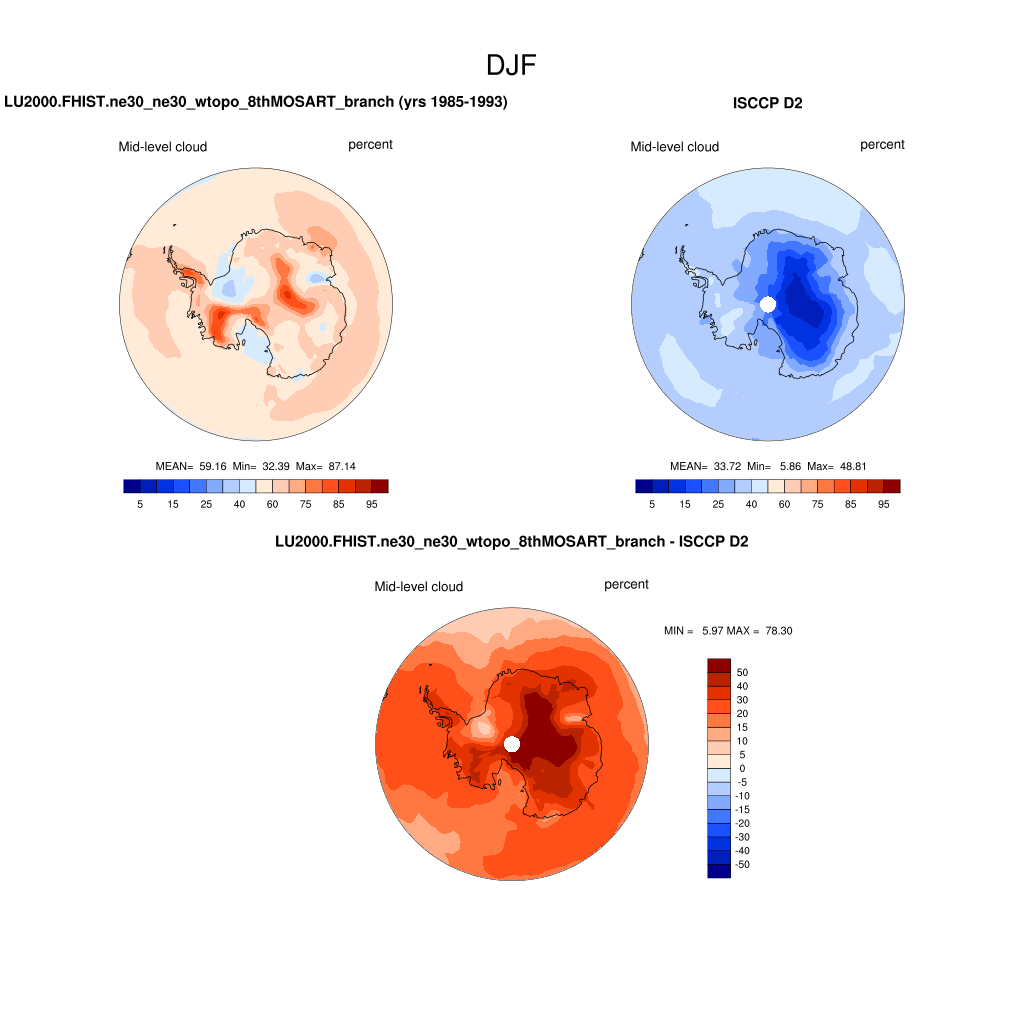 DJF
LU2000.FHIST.ne30_ne30_wtopo_8thMOSART_branch (yrs 1985-1993)
ISCCP D2
Mid-level cloud percent
Mid-level cloud percent
MEAN= 59.16 Min= 32.39 Max= 87.14
MEAN= 33.72 Min= 5.86 Max= 48.81
5 15 25 40 60 75 85 95
5 15 25 40 60 75 85 95
LU2000.FHIST.ne30_ne30_wtopo_8thMOSART_branch - ISCCP D2
Mid-level cloud percent
MIN = 5.97 MAX = 78.30
50
40
30
20
15
10
5
0
-5
-10
-15
-20
-30
-40
-50